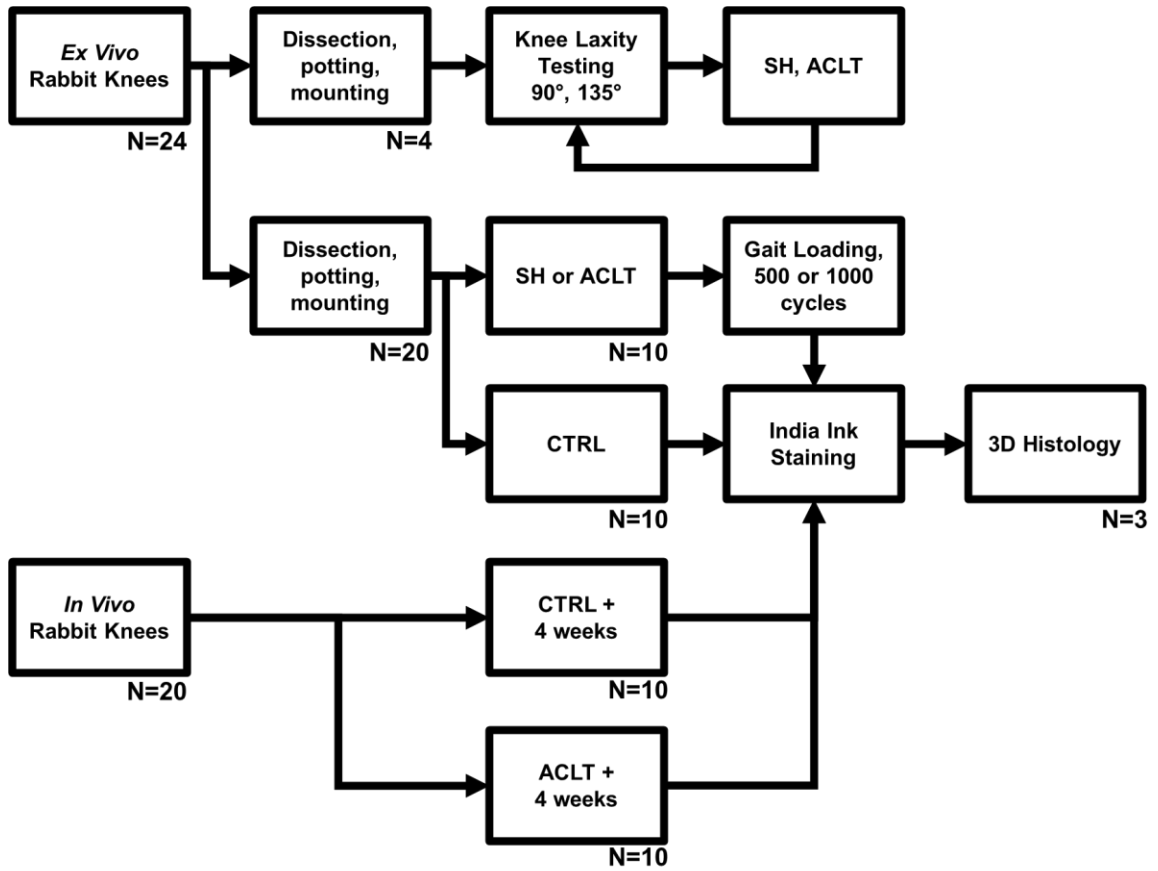 Ex Vivo
Rabbit Knees
N=24
Dissection,
potting,
mounting
N=4
Knee Laxity
Testing
90°, 135°
SH, ACLT
Dissection,
potting,
mounting
N=20
SH or ACLT
N=10
Gait Loading,
500 or 1000
cycles
CTRL
N=10
India Ink
Staining
3D Histology
N=3
In Vivo
Rabbit Knees
N=20
CTRL +
4 weeks
N=10
ACLT +
4 weeks
N=10